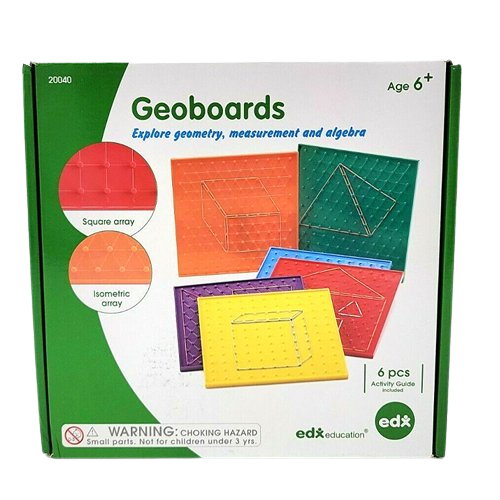 20040
Age 6+
Geoboards
Explore geometry, measurement and algebra
Square array
Isometric
array
6 pcs
Activity Guide
Included
WARNING: CHOKING HAZARD
Small parts. Not for children under 3 yrs.
edx education®
edx